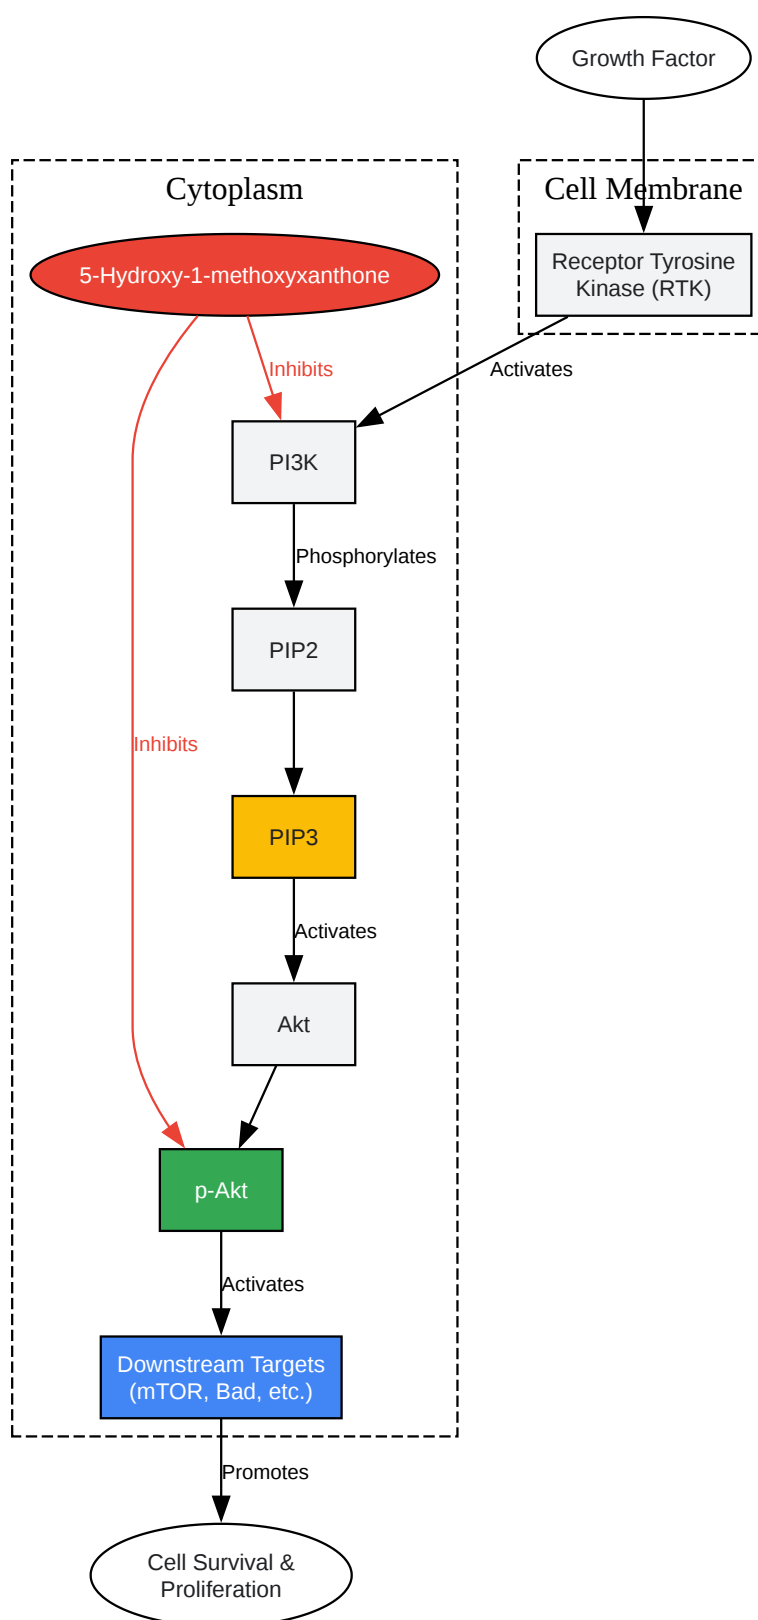 Growth Factor
Cytoplasm
Cell Membrane
5-Hydroxy-1-methoxyxanthone
Receptor Tyrosine
Kinase (RTK)
Inhibits
Activates
PI3K
Phosphorylates
PIP2
Inhibits
PIP3
Activates
Akt
p-Akt
Activates
Downstream Targets
(mTOR, Bad, etc.)
Promotes
Cell Survival &
Proliferation